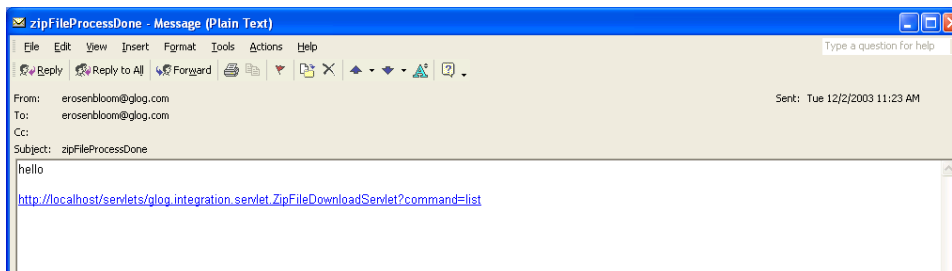 zipFileProcessDone - Message (Plain Text)
File Edit View Insert Format Tools Actions Help Type a question for help
Reply Reply to All Forward
From: erosenbloom@glog.com Sent: Tue 12/2/2003 11:23 AM
To: erosenbloom@glog.com
Cc:
Subject: zipFileProcessDone
hello
http://localhost/servlets/glog.integration.servlet.ZipFileDownloadServlet?command=list